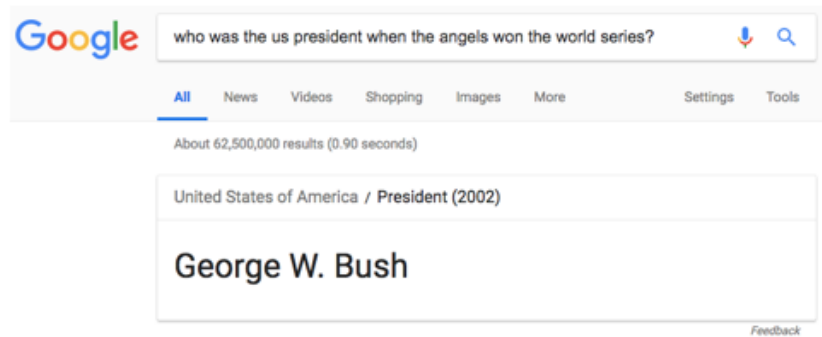 Google who was the us president when the angels won the world series?
All News Videos Shopping Images More Settings Tools
About 62,500,000 results (0.90 seconds)
United States of America / President (2002)
George W. Bush
Feedback